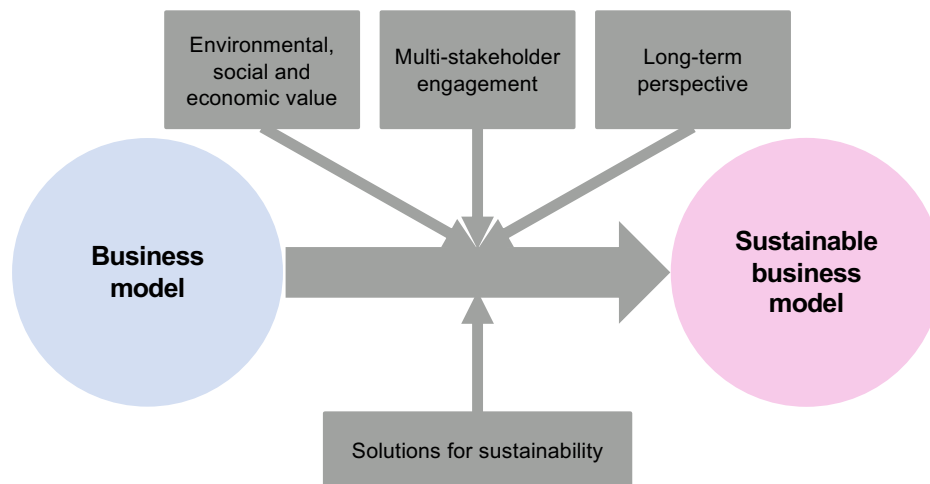 Environmental,
social and
economic value
Multi-stakeholder
engagement
Long-term
perspective
Business
model
Sustainable
business
model
Solutions for sustainability